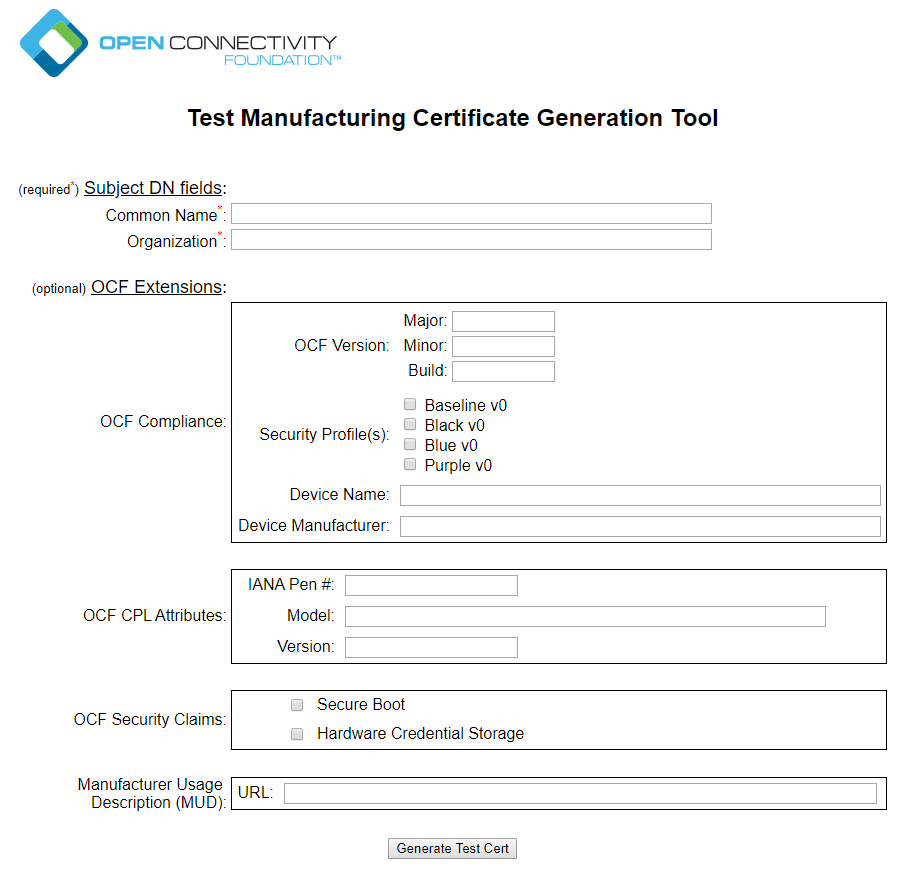 OPEN CONNECTIVITY
FOUNDATION™
Test Manufacturing Certificate Generation Tool
(required*) Subject DN fields:
Common Name*:
Organization*:
(optional) OCF Extensions:
OCF Compliance:
OCF Version:
Major:
Minor:
Build:
Security Profile(s):
Baseline v0
Black v0
Blue v0
Purple v0
Device Name:
Device Manufacturer:
OCF CPL Attributes:
IANA Pen #:
Model:
Version:
OCF Security Claims:
Secure Boot
Hardware Credential Storage
Manufacturer Usage
Description (MUD):
URL:
Generate Test Cert